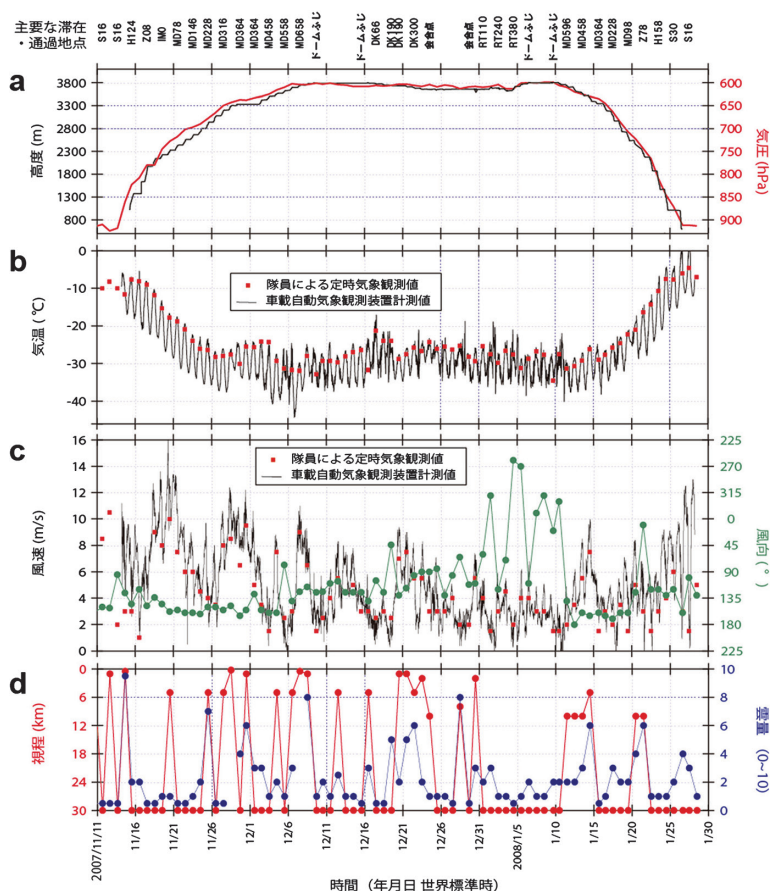 主要な滞在
・通過地点
S16
S16
H124
Z08
IM0
MD78
MD146
MD228
MD316
MD364
MD364
MD458
MD558
MD658
ドームふじ
ドームふじ
DK66
DK190
DK190
DK300
会合点
会合点
RT110
RT240
RT380
ドームふじ
ドームふじ
MD596
MD458
MD364
MD228
MD98
Z78
H158
S30
S16
a
高度 (m)
3800
3300
2800
2300
1800
1300
800
600
650
700
750
800
850
900
気圧 (hPa)
b
気温 (℃)
0
-10
-20
-30
-40
隊員による定時気象観測値
車載自動気象観測装置計測値
c
風速 (m/s)
16
14
12
10
8
6
4
2
0
隊員による定時気象観測値
車載自動気象観測装置計測値
225
270
315
0
45
90
135
180
225
風向 (°)
d
視程 (km)
0
6
12
18
24
30
10
8
6
4
2
0
雲量 (0~10)
2007/11/11
11/16
11/21
11/26
12/1
12/6
12/11
12/16
12/21
12/26
12/31
2008/1/5
1/10
1/15
1/20
1/25
1/30
時間 (年月日 世界標準時)